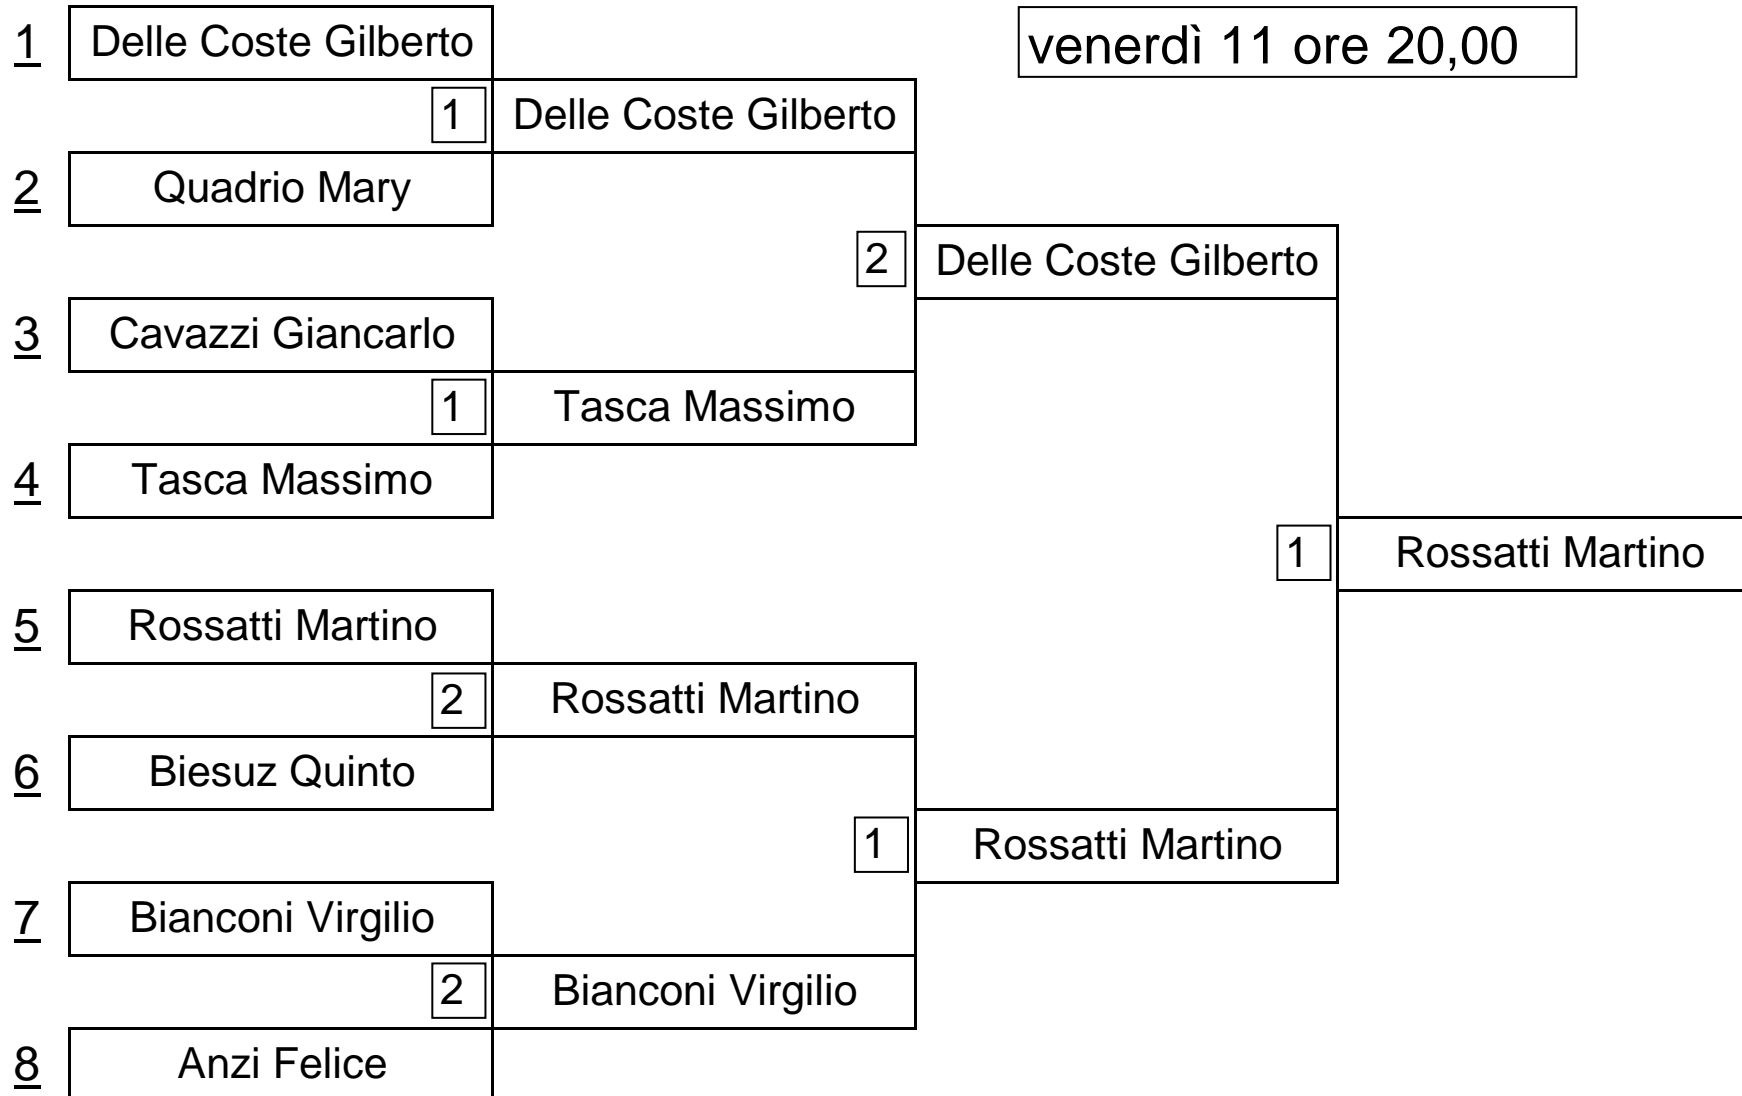 1 Delle Coste Gilberto venerdì 11 ore 20,00
1 Delle Coste Gilberto
2 Quadrio Mary
2 Delle Coste Gilberto
3 Cavazzi Giancarlo
1 Tasca Massimo
4 Tasca Massimo
1 Rossatti Martino
5 Rossatti Martino
2 Rossatti Martino
6 Biesuz Quinto
1 Rossatti Martino
7 Bianconi Virgilio
2 Bianconi Virgilio
8 Anzi Felice